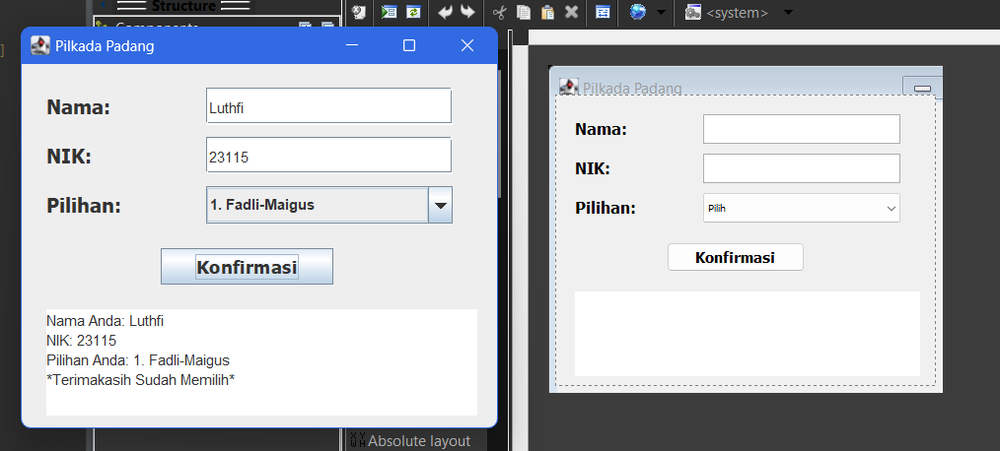 Structure
Components
<system>
]
Pilkada Padang
Nama:
Luthfi
NIK:
23115
Pilihan:
1. Fadli-Maigus
Konfirmasi
Nama Anda: Luthfi
NIK: 23115
Pilihan Anda: 1. Fadli-Maigus
*Terimakasih Sudah Memilih*
Absolute layout
Pilkada Padang
Nama:
NIK:
Pilihan:
Pilih
Konfirmasi